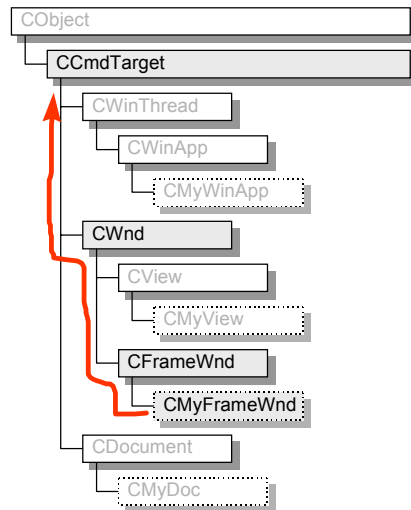 CObject
CCmdTarget
CWinThread
CWinApp
CMyWinApp
CWnd
CView
CMyView
CFrameWnd
CMyFrameWnd
CDocument
CMyDoc